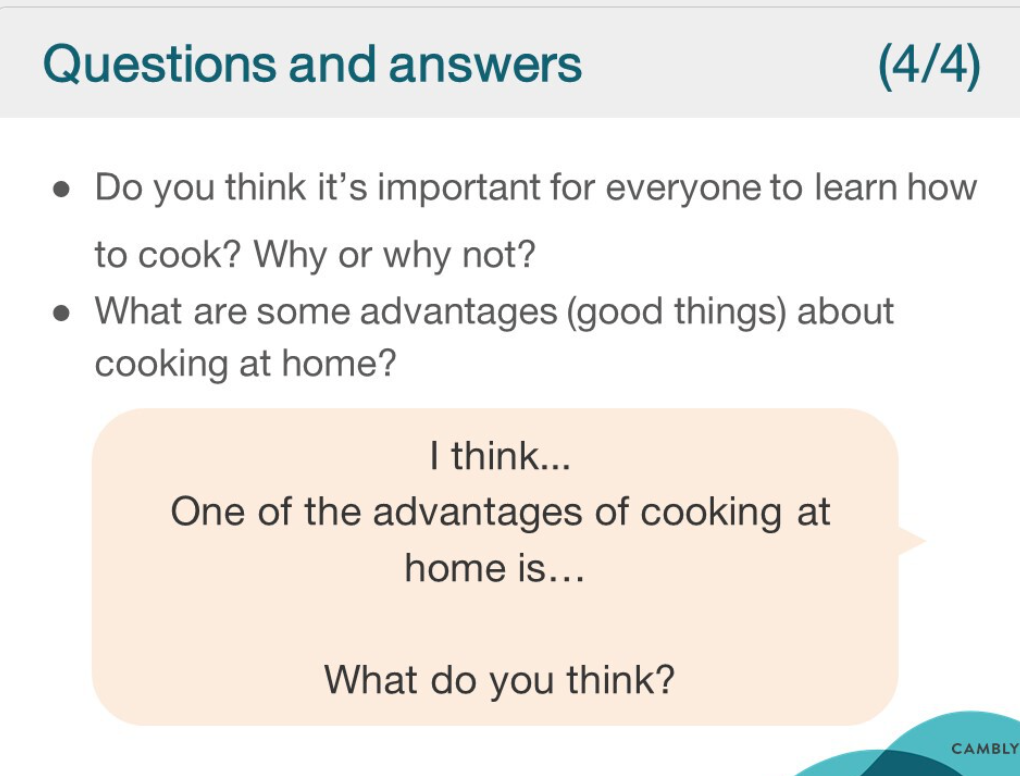 Questions and answers (4/4)
● Do you think it’s important for everyone to learn how
to cook? Why or why not?
● What are some advantages (good things) about
cooking at home?
I think...
One of the advantages of cooking at
home is…
What do you think?
CAMBLY